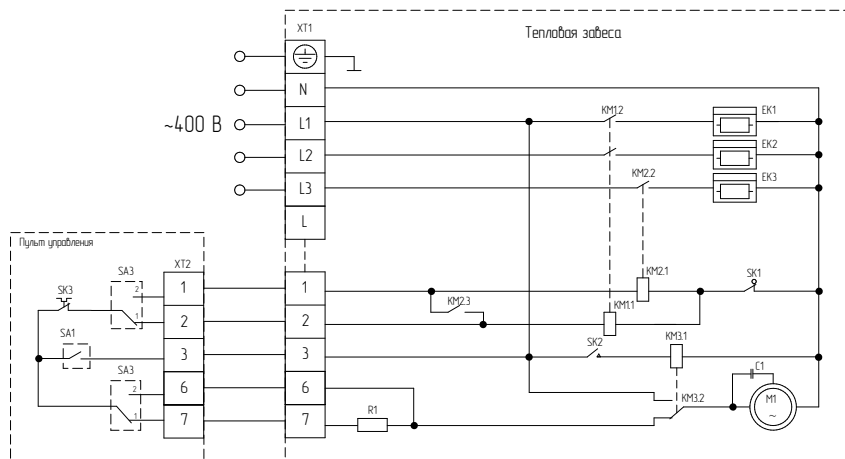 XT1
Тепловая завеса
N
~400 В
L1
KM1.2
EK1
L2
EK2
L3
KM2.2
EK3
L
Пульт управления
SK3
SA3
XT2
2
1
1
1
KM2.1
SK1
2
2
KM2.3
KM1.1
SA1
3
3
SK2
KM3.1
SA3
2
1
6
6
C1
7
7
R1
KM3.2
M1
~